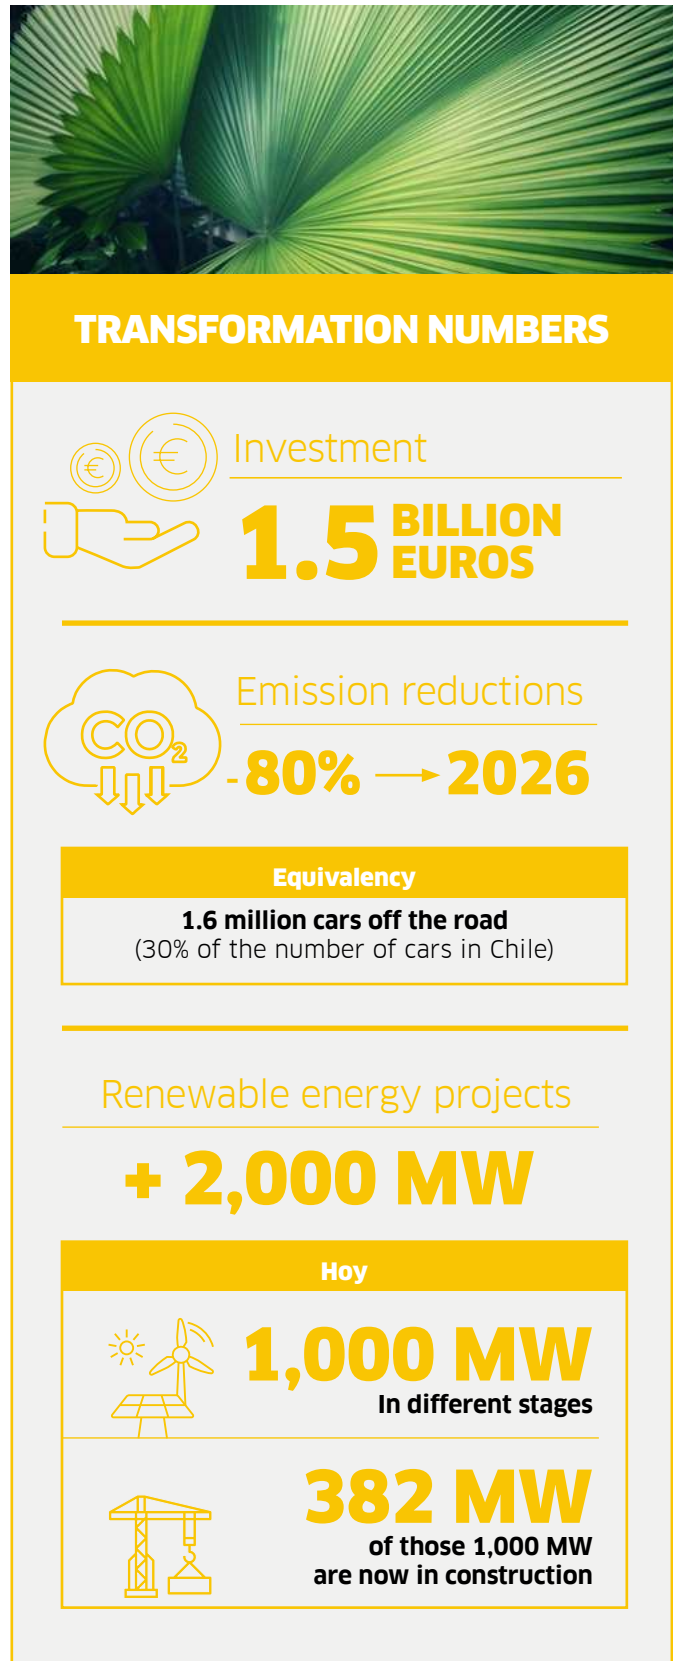 TRANSFORMATION NUMBERS
€
€
Investment
1.5 BILLION
EUROS
CO2
Emission reductions
-80% → 2026
Equivalency
1.6 million cars off the road
(30% of the number of cars in Chile)
Renewable energy projects
+ 2,000 MW
Hoy
1,000 MW
In different stages
382 MW
of those 1,000 MW
are now in construction